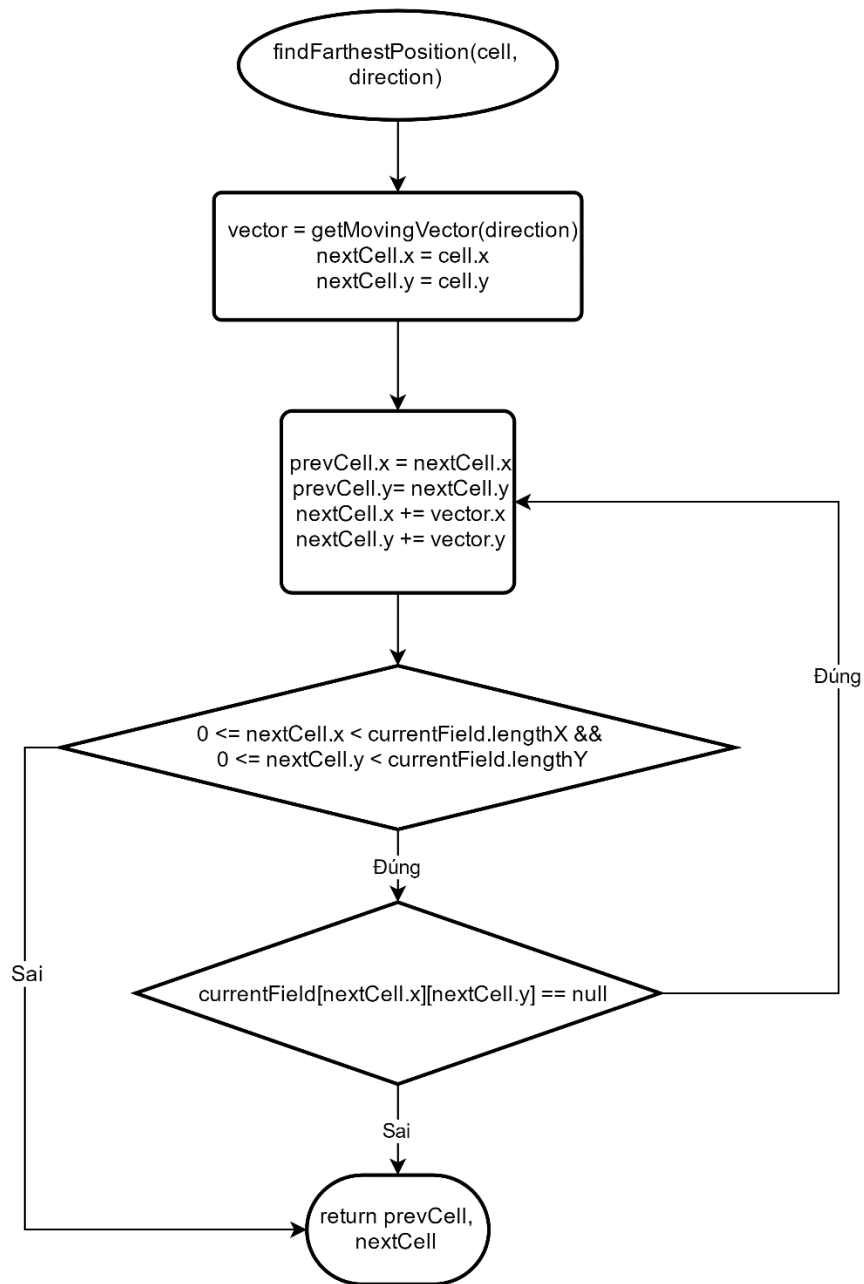 findFarthestPosition(cell,
direction)
vector = getMovingVector(direction)
nextCell.x = cell.x
nextCell.y = cell.y
prevCell.x = nextCell.x
prevCell.y= nextCell.y
nextCell.x += vector.x
nextCell.y += vector.y
Đúng
0 <= nextCell.x < currentField.lengthX &&
0 <= nextCell.y < currentField.lengthY
Đúng
Sai
currentField[nextCell.x][nextCell.y] == null
Sai
return prevCell,
nextCell